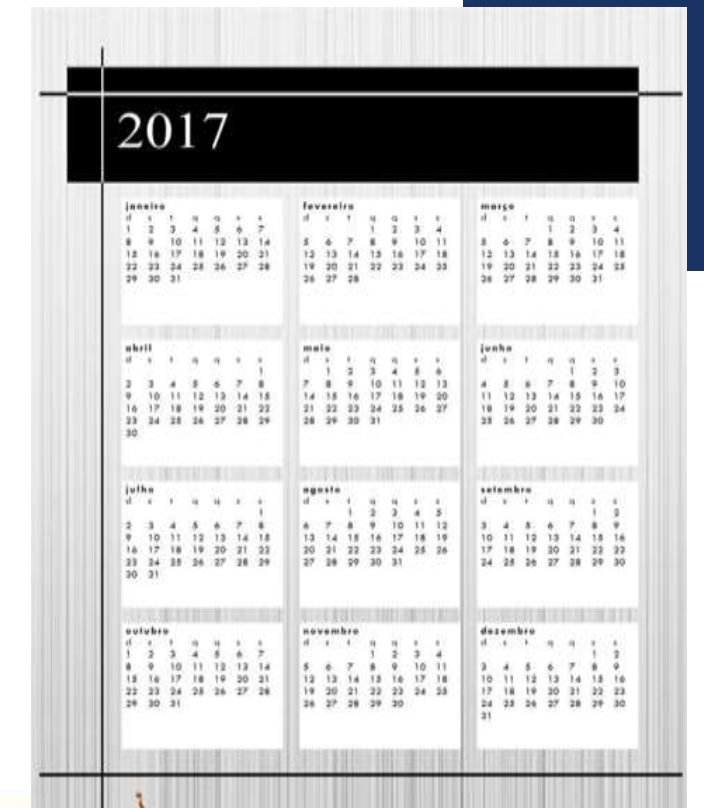 2017
janeiro
d s t q q s s
1 2 3 4 5 6 7
8 9 10 11 12 13 14
15 16 17 18 19 20 21
22 23 24 25 26 27 28
29 30 31
fevereiro
d s t q q s s
1 2 3 4
5 6 7 8 9 10 11
12 13 14 15 16 17 18
19 20 21 22 23 24 25
26 27 28
março
d s t q q s s
1 2 3 4
5 6 7 8 9 10 11
12 13 14 15 16 17 18
19 20 21 22 23 24 25
26 27 28 29 30 31
abril
d s t q q s s
1
2 3 4 5 6 7 8
9 10 11 12 13 14 15
16 17 18 19 20 21 22
23 24 25 26 27 28 29
30
maio
d s t q q s s
1 2 3 4 5 6
7 8 9 10 11 12 13
14 15 16 17 18 19 20
21 22 23 24 25 26 27
28 29 30 31
junho
d s t q q s s
1 2 3
4 5 6 7 8 9 10
11 12 13 14 15 16 17
18 19 20 21 22 23 24
25 26 27 28 29 30
julho
d s t q q s s
1
2 3 4 5 6 7 8
9 10 11 12 13 14 15
16 17 18 19 20 21 22
23 24 25 26 27 28 29
30 31
agosto
d s t q q s s
1 2 3 4 5
6 7 8 9 10 11 12
13 14 15 16 17 18 19
20 21 22 23 24 25 26
27 28 29 30 31
setembro
d s t q q s s
1 2
3 4 5 6 7 8 9
10 11 12 13 14 15 16
17 18 19 20 21 22 23
24 25 26 27 28 29 30
outubro
d s t q q s s
1 2 3 4 5 6 7
8 9 10 11 12 13 14
15 16 17 18 19 20 21
22 23 24 25 26 27 28
29 30 31
novembro
d s t q q s s
1 2 3 4
5 6 7 8 9 10 11
12 13 14 15 16 17 18
19 20 21 22 23 24 25
26 27 28 29 30
dezembro
d s t q q s s
1 2
3 4 5 6 7 8 9
10 11 12 13 14 15 16
17 18 19 20 21 22 23
24 25 26 27 28 29 30
31